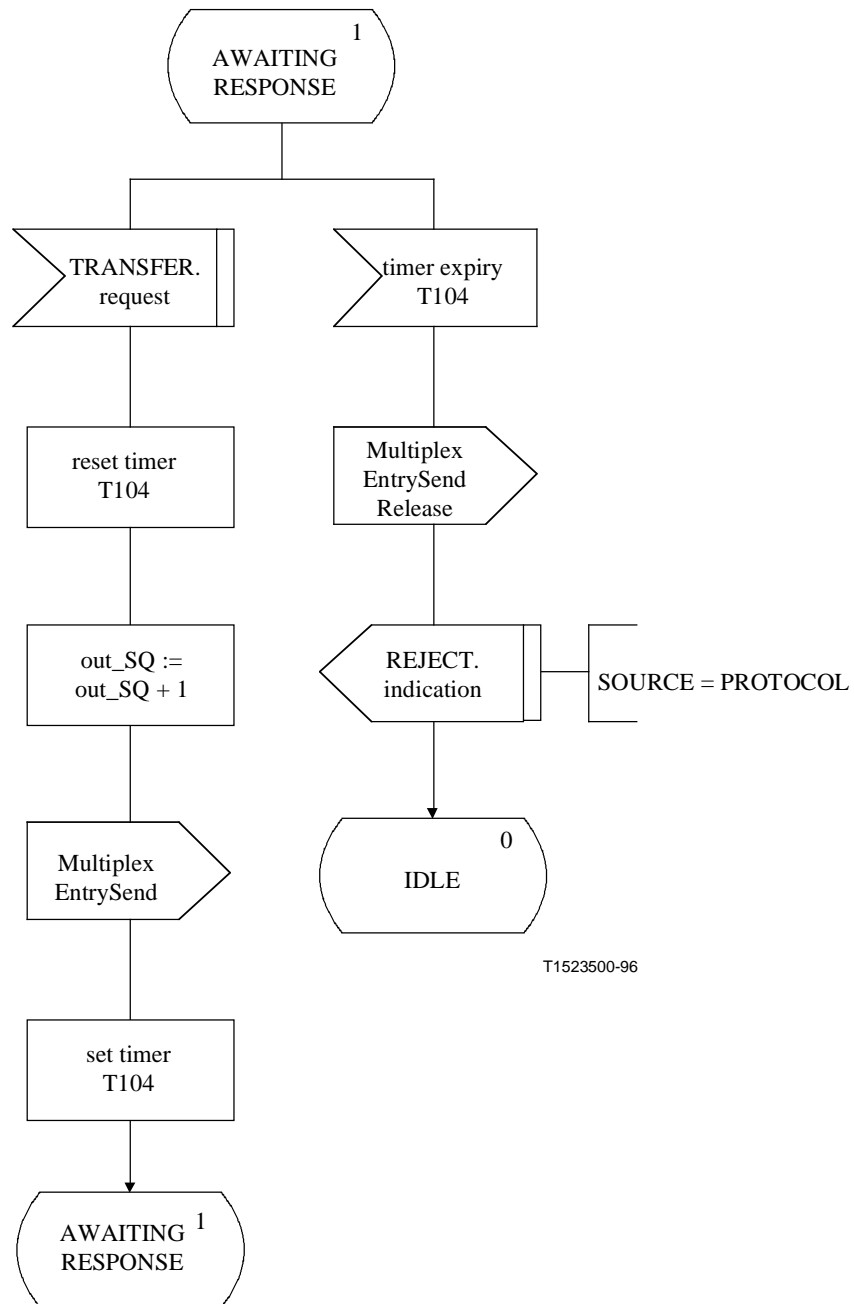 1
AWAITING
RESPONSE
TRANSFER.
request
reset timer
T104
out_SQ :=
out_SQ + 1
Multiplex
EntrySend
set timer
T104
AWAITING 1
RESPONSE
timer expiry
T104
Multiplex
EntrySend
Release
REJECT.
indication
SOURCE = PROTOCOL
0
IDLE
T1523500-96